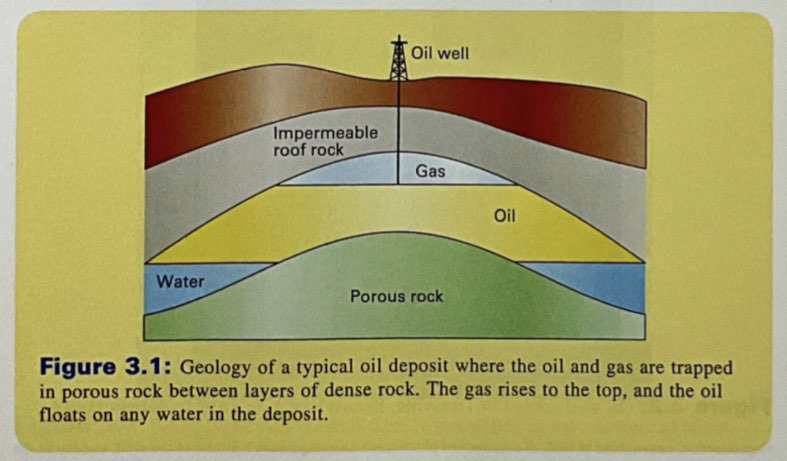 Oil well
Impermeable
roof rock
Gas
Oil
Water
Porous rock
Figure 3.1: Geology of a typical oil deposit where the oil and gas are trapped
in porous rock between layers of dense rock. The gas rises to the top, and the oil
floats on any water in the deposit.